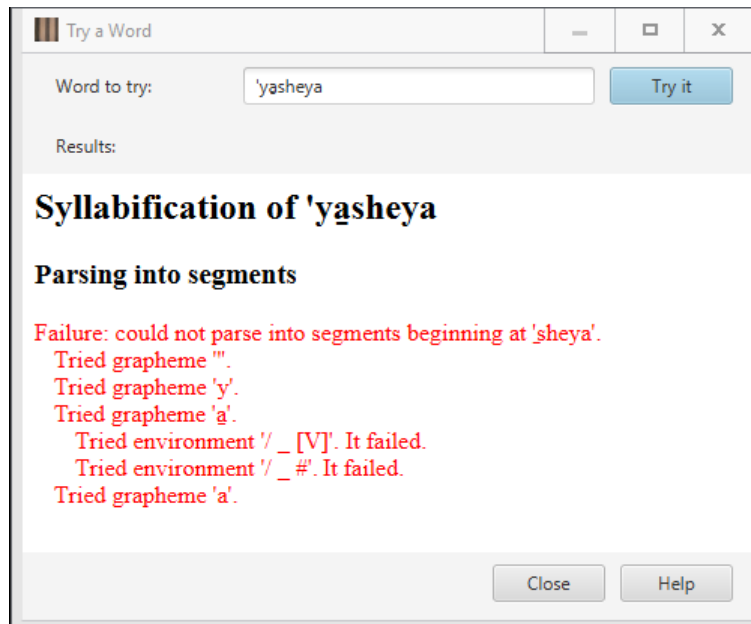 Try a Word
Word to try: 'ya̱sheya Try it
Results:
Syllabification of 'ya̱sheya
Parsing into segments
Failure: could not parse into segments beginning at '̱sheya'.
Tried grapheme '''.
Tried grapheme 'y'.
Tried grapheme 'a̱'.
Tried environment '/ _ [V]'. It failed.
Tried environment '/ _ #'. It failed.
Tried grapheme 'a'.
Close Help